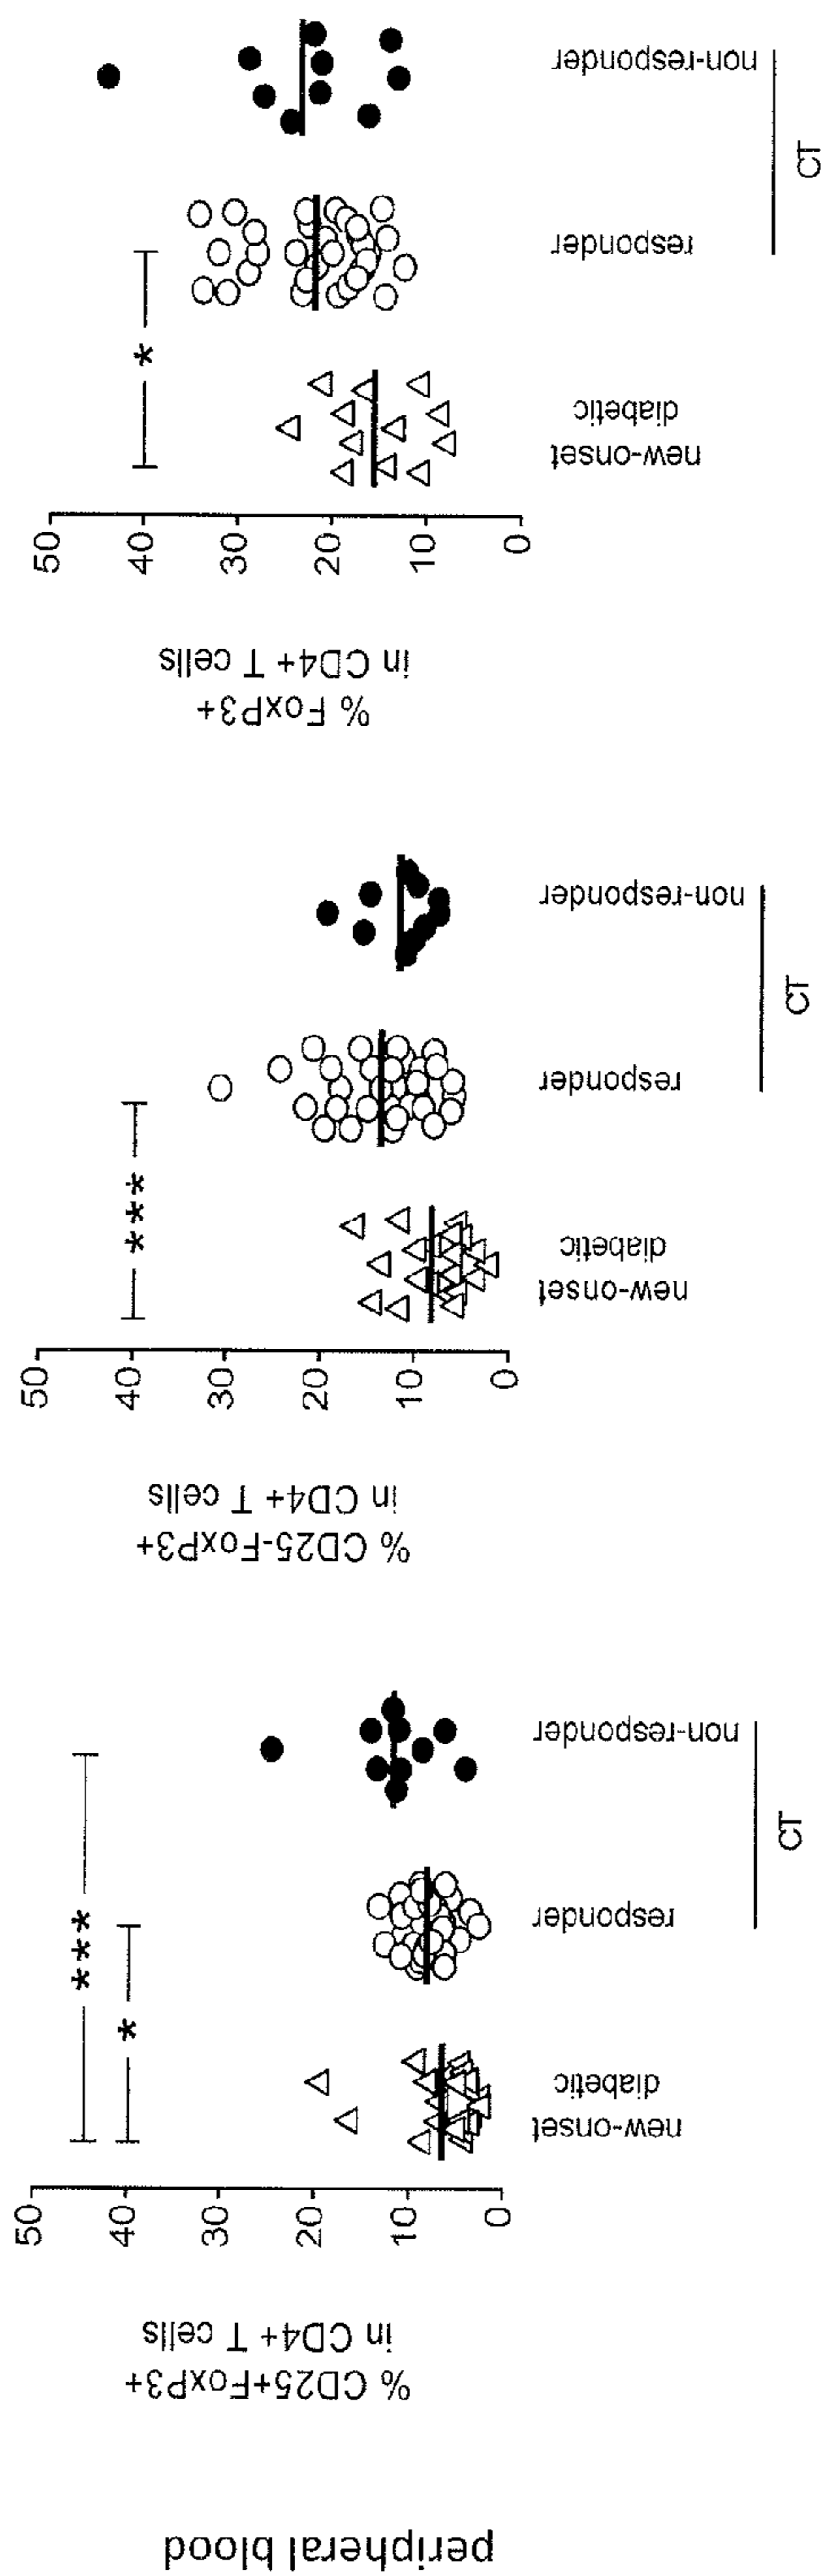 peripheral blood
% CD25+FoxP3+
in CD4+ T cells
50
40
30
20
10
0
***
*
new-onset
diabetic
responder
non-responder
CT
% CD25-FoxP3+
in CD4+ T cells
50
40
30
20
10
0
***
new-onset
diabetic
responder
non-responder
CT
% FoxP3+
in CD4+ T cells
50
40
30
20
10
0
*
new-onset
diabetic
responder
non-responder
CT